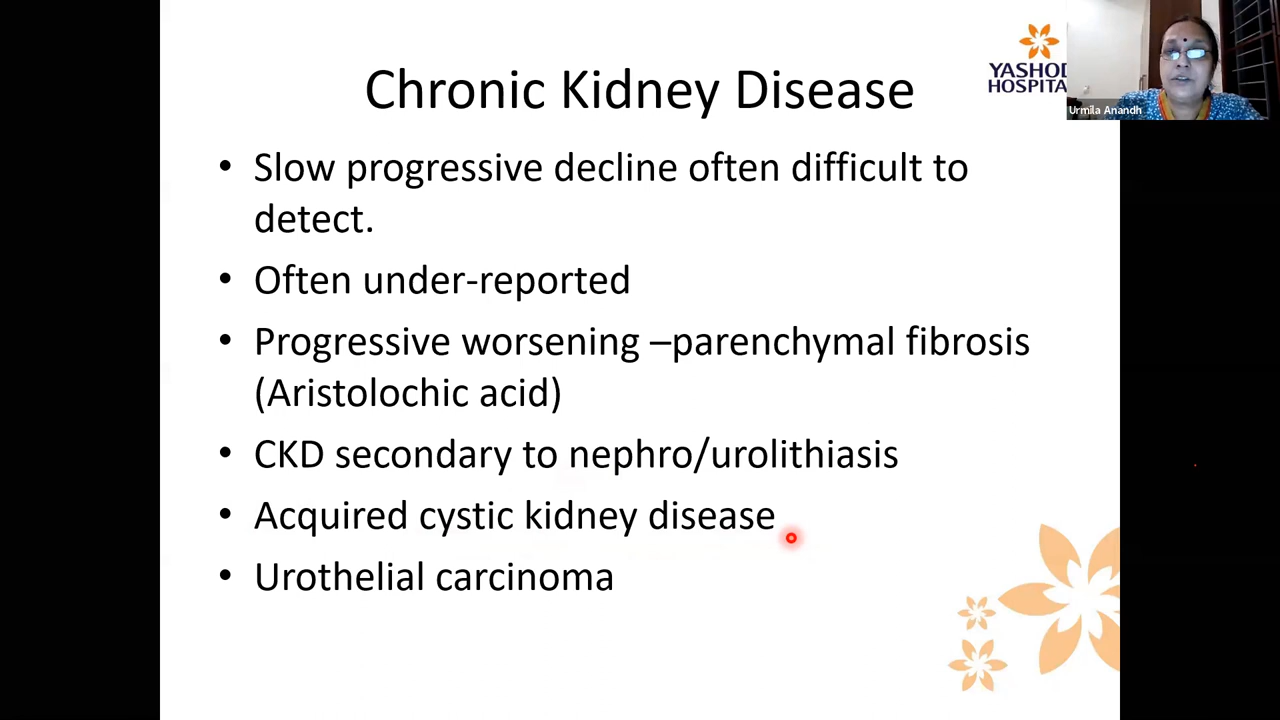 Chronic Kidney Disease
YASHOD
HOSPITA
Urmila Anandh
• Slow progressive decline often difficult to
detect.
• Often under-reported
• Progressive worsening –parenchymal fibrosis
(Aristolochic acid)
• CKD secondary to nephro/urolithiasis
• Acquired cystic kidney disease
• Urothelial carcinoma